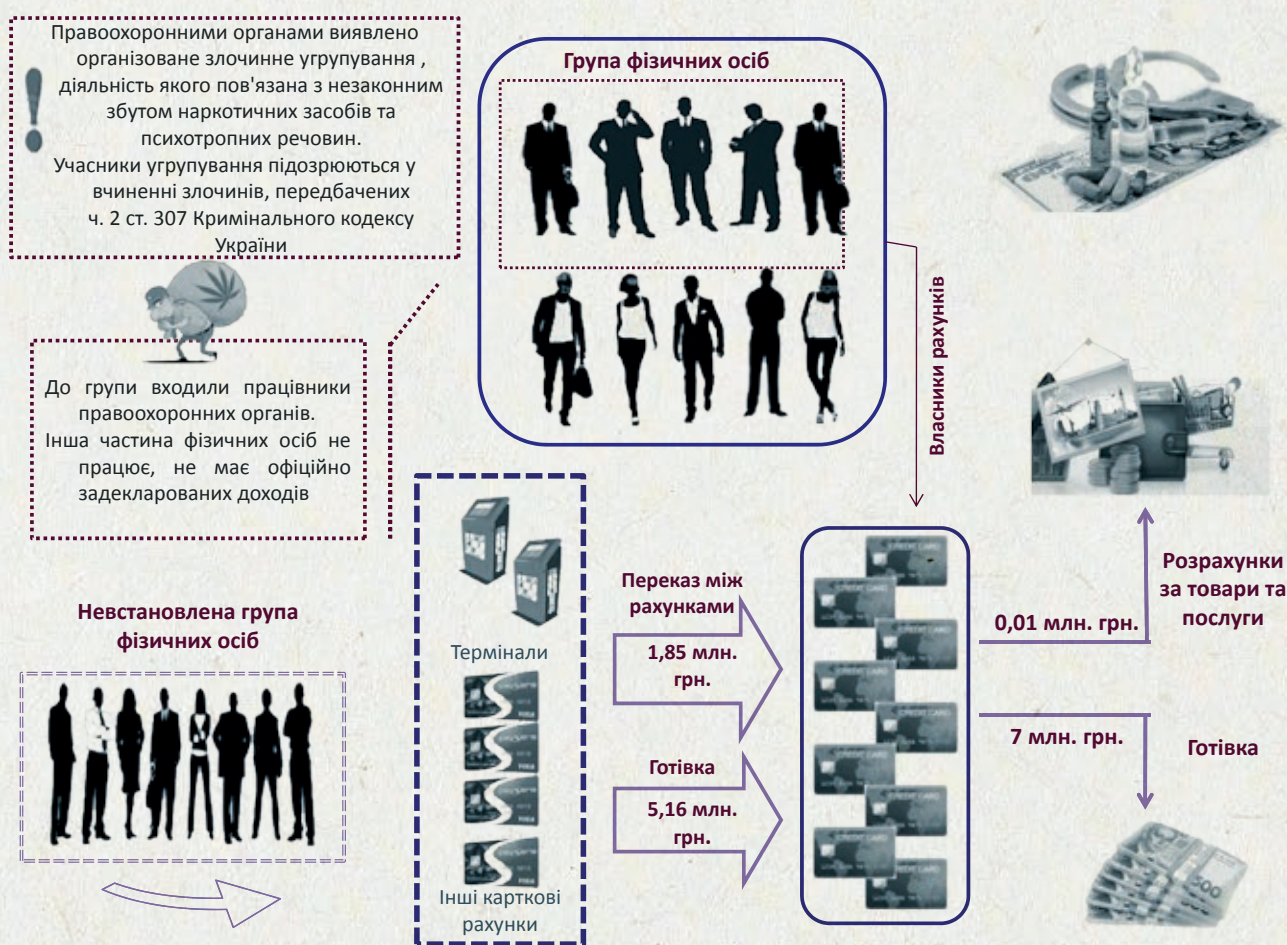 Правоохоронними органами виявлено
організоване злочинне угрупування ,
діяльність якого пов'язана з незаконним
збутом наркотичних засобів та
психотропних речовин.
Учасники угрупування підозрюються у
вчиненні злочинів, передбачених
ч. 2 ст. 307 Кримінального кодексу
України
До групи входили працівники
правоохоронних органів.
Інша частина фізичних осіб не
працює, не має офіційно
задекларованих доходів
Група фізичних осіб
Власники рахунків
Невстановлена група
фізичних осіб
Термінали
Інші карткові
рахунки
Переказ між
рахунками
1,85 млн.
грн.
Готівка
5,16 млн.
грн.
0,01 млн. грн.
Розрахунки
за товари та
послуги
7 млн. грн.
Готівка
500